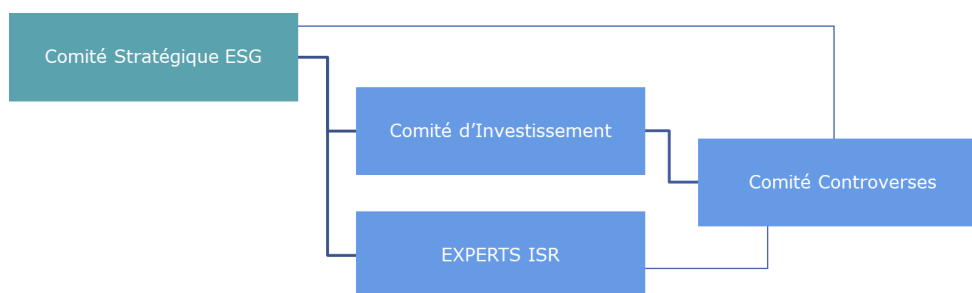 Comité Stratégique ESG
Comité d’Investissement
Comité Controverses
EXPERTS ISR